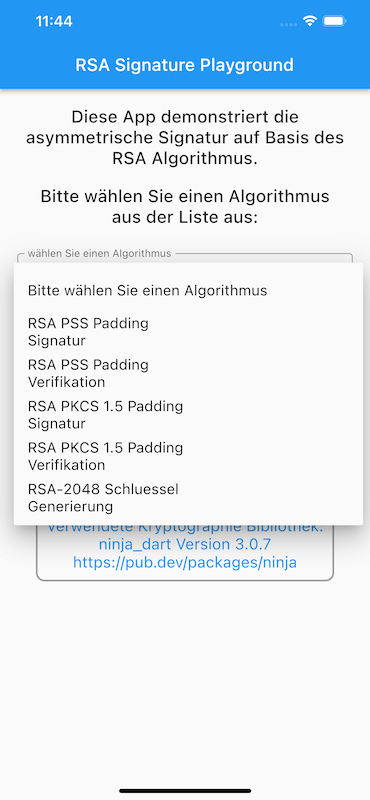 11:44
RSA Signature Playground
Diese App demonstriert die
asymmetrische Signatur auf Basis des
RSA Algorithmus.
Bitte wählen Sie einen Algorithmus
aus der Liste aus:
wählen Sie einen Algorithmus
Bitte wählen Sie einen Algorithmus
RSA PSS Padding
Signatur
RSA PSS Padding
Verifikation
RSA PKCS 1.5 Padding
Signatur
RSA PKCS 1.5 Padding
Verifikation
RSA-2048 Schluessel
Generierung
Verwendete Kryptographie Bibliothek:
ninja_dart Version 3.0.7
https://pub.dev/packages/ninja